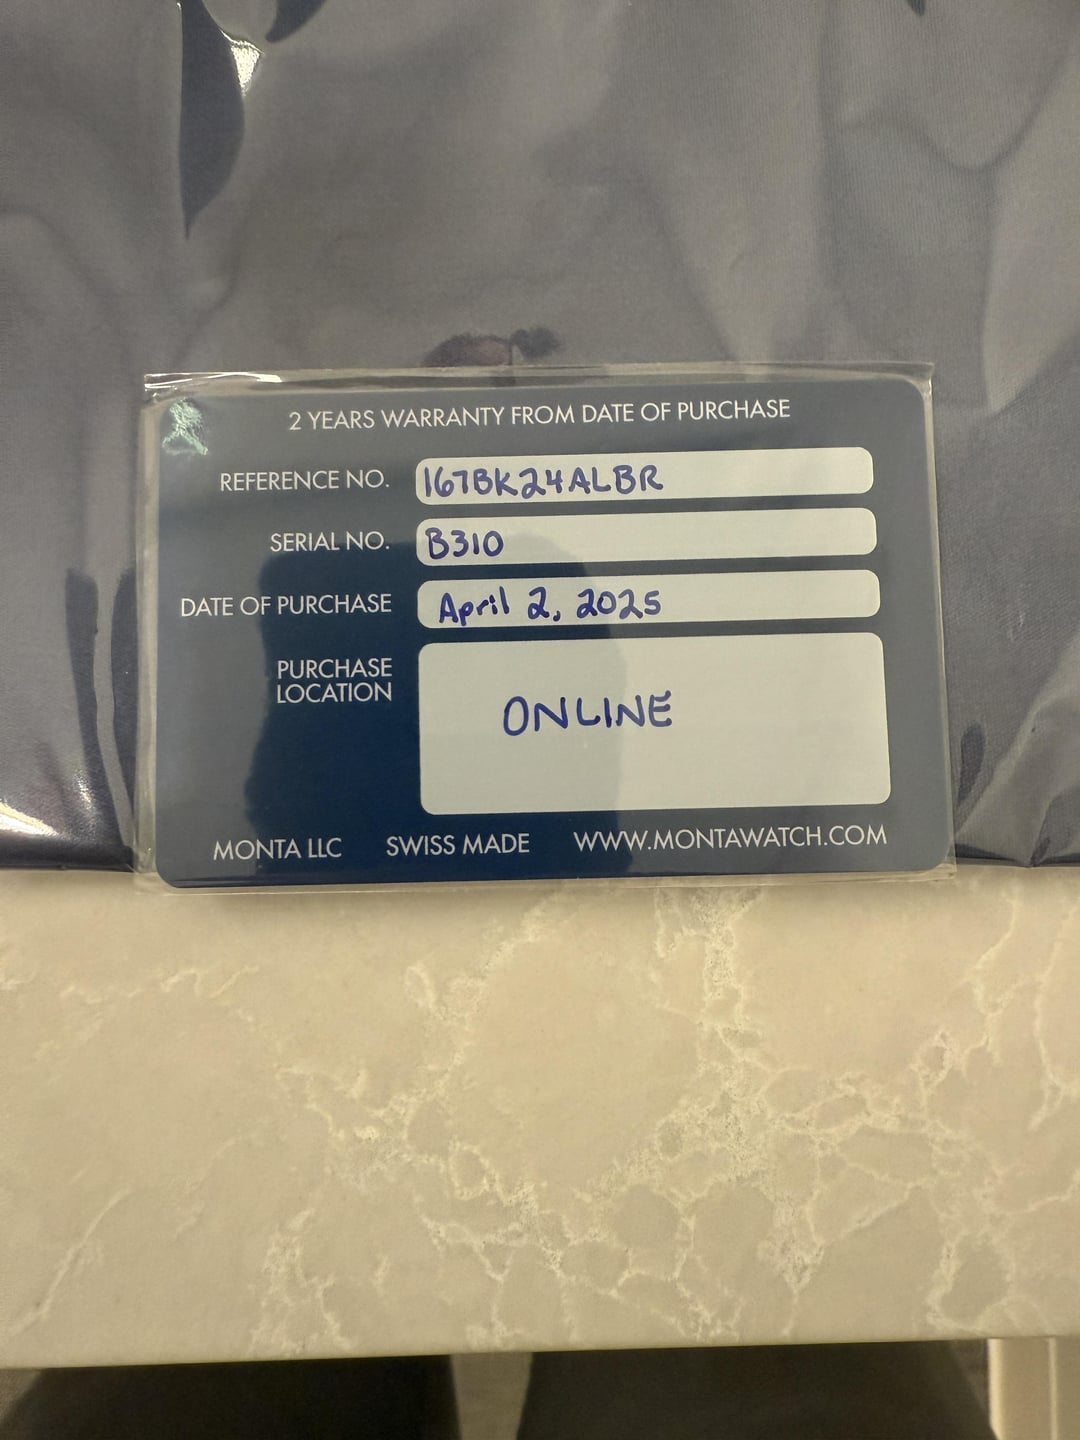 2 YEARS WARRANTY FROM DATE OF PURCHASE
REFERENCE NO. 167BK24ALBR
SERIAL NO. B310
DATE OF PURCHASE April 2, 2025
PURCHASE
LOCATION
ONLINE
MONTA LLC SWISS MADE WWW.MONTAWATCH.COM